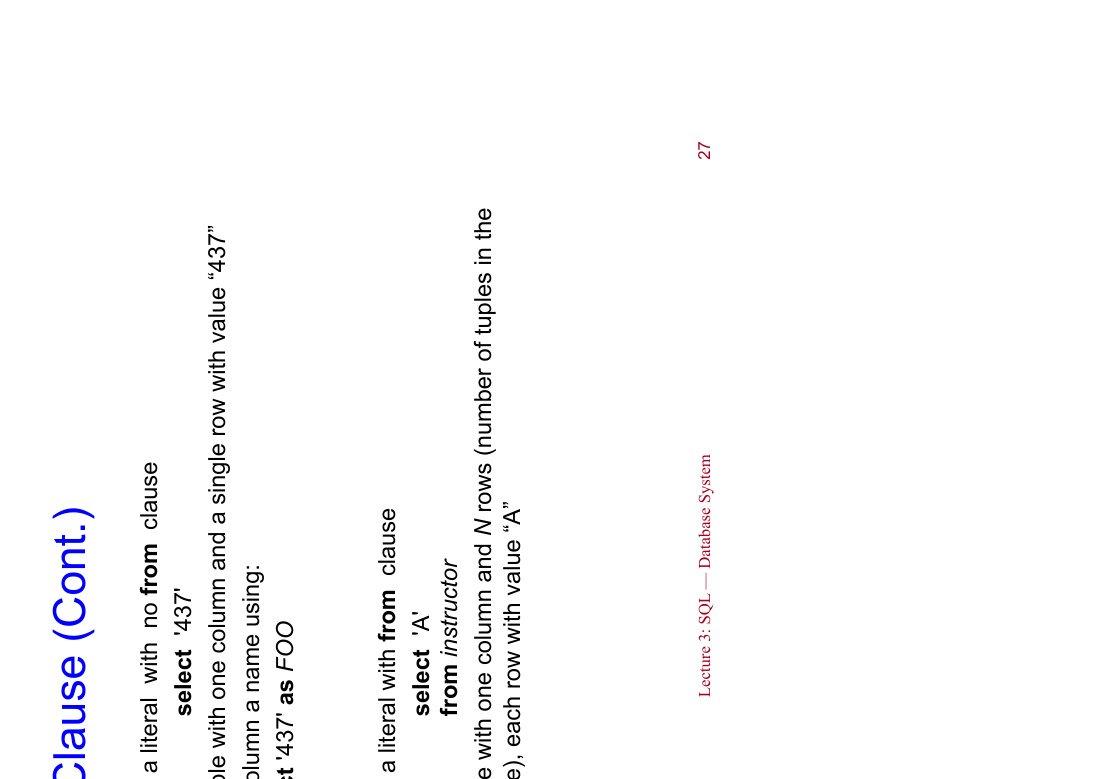 Clause (Cont.)
a literal with no from clause
select '437'
ble with one column and a single row with value “437”
olumn a name using:
ct '437' as FOO
a literal with from clause
select 'A'
from instructor
e with one column and N rows (number of tuples in the
e), each row with value “A”
Lecture 3: SQL — Database System
27